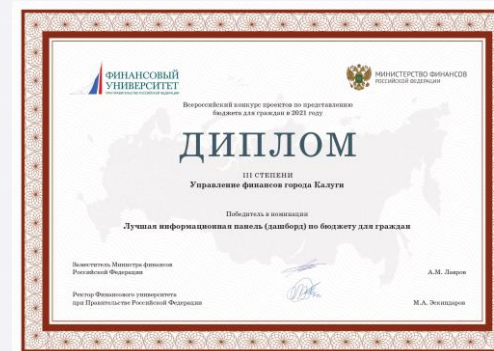 ФИНАНСОВЫЙ
УНИВЕРСИТЕТ
ПРИ ПРАВИТЕЛЬСТВЕ РОССИЙСКОЙ ФЕДЕРАЦИИ
МИНИСТЕРСТВО ФИНАНСОВ
РОССИЙСКОЙ ФЕДЕРАЦИИ
Всероссийский конкурс проектов по представлению
бюджета для граждан в 2021 году
ДИПЛОМ
III СТЕПЕНИ
Управление финансов города Калуги
Победитель в номинации
Лучшая информационная панель (дашборд) по бюджету для граждан
Заместитель Министра финансов
Российской Федерации
А.М. Лавров
Ректор Финансового университета
при Правительстве Российской Федерации
М.А. Эскиндаров